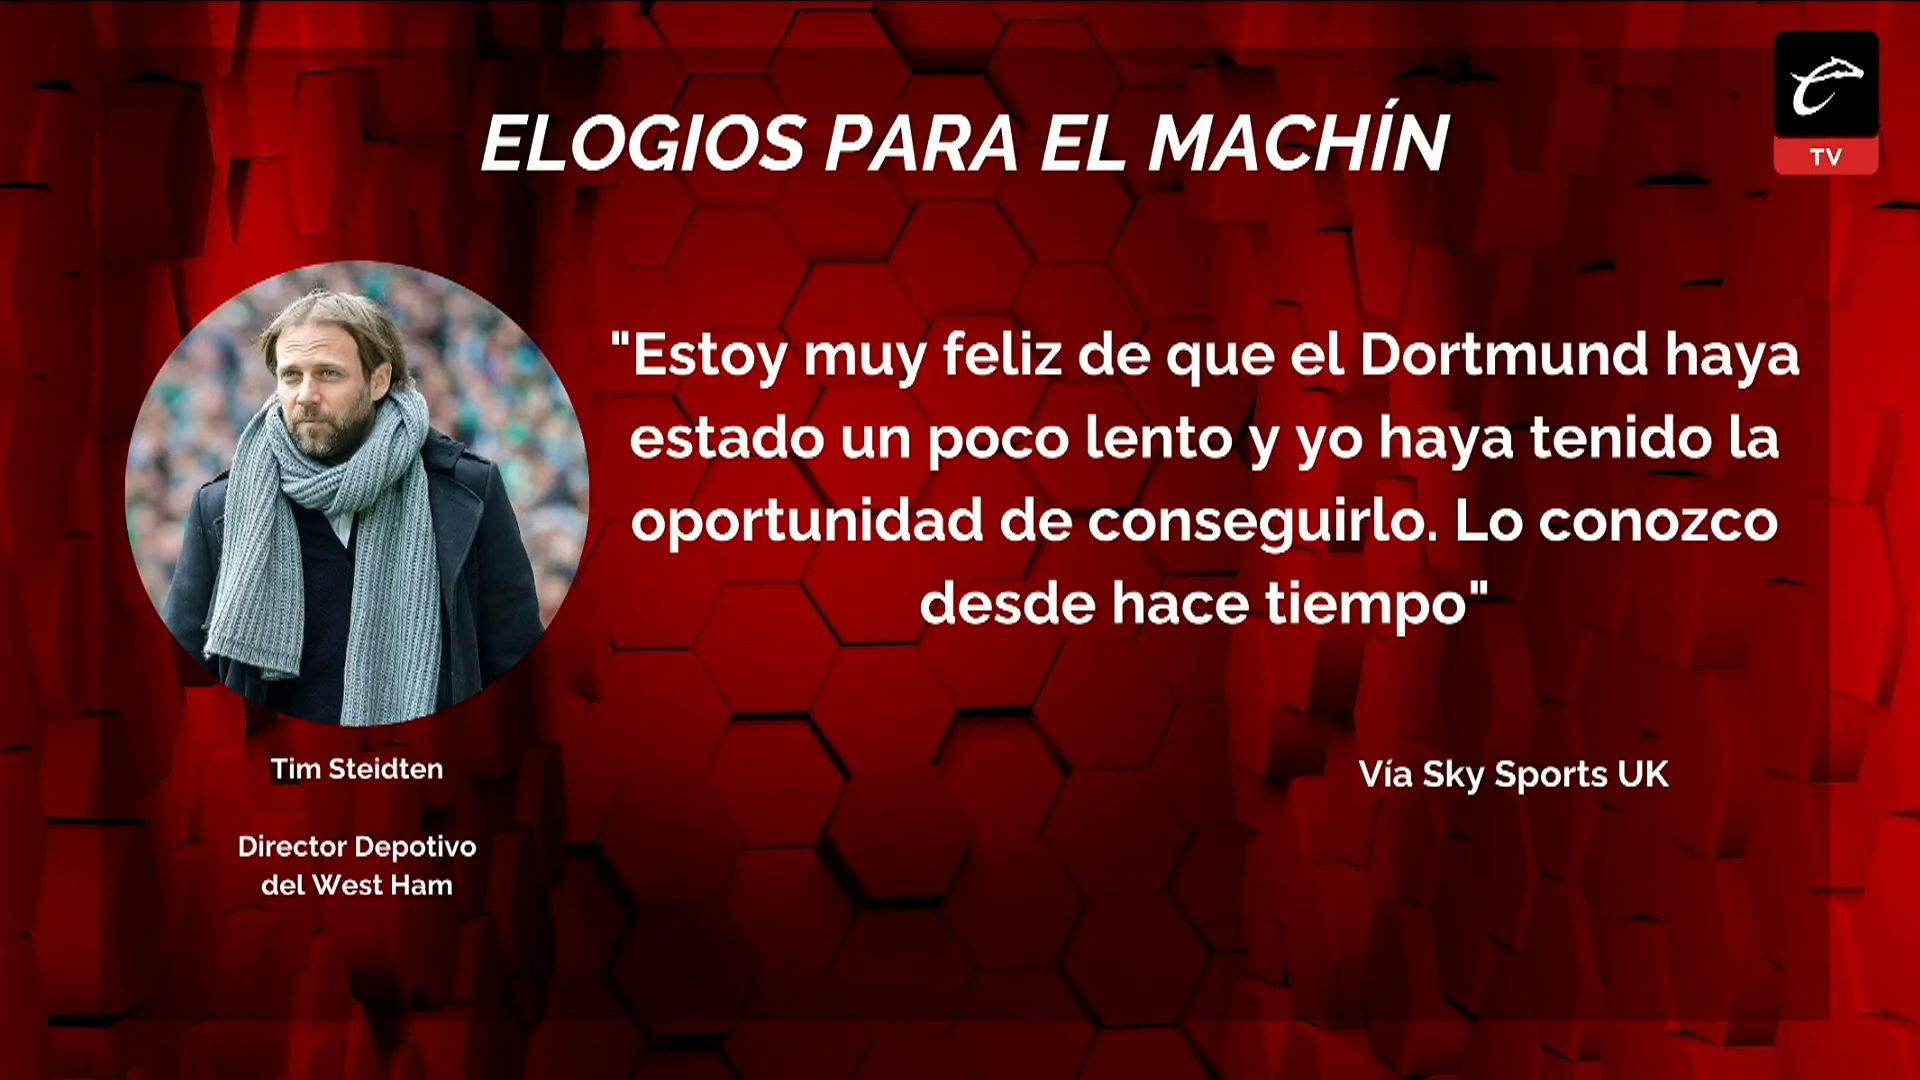 ELOGIOS PARA EL MACHÍN
TV
"Estoy muy feliz de que el Dortmund haya
estado un poco lento y yo haya tenido la
oportunidad de conseguirlo. Lo conozco
desde hace tiempo"
Tim Steidten
Vía Sky Sports UK
Director Depotivo
del West Ham